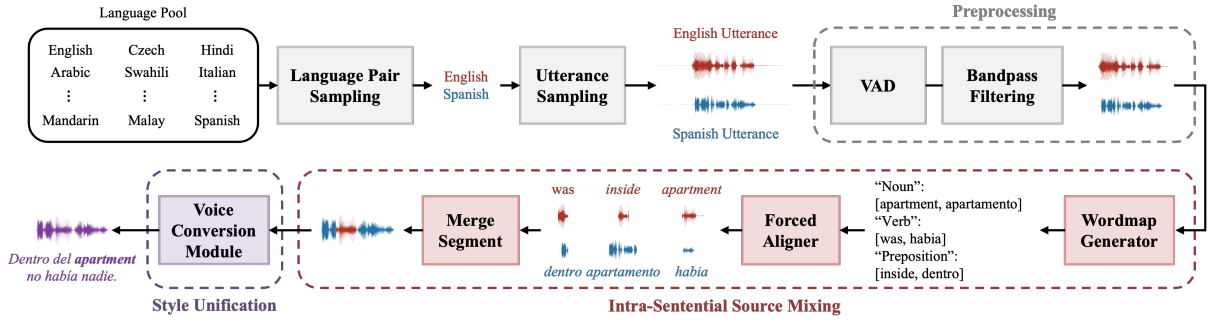 Language Pool
English Czech Hindi
Arabic Swahili Italian
⋮ ⋮ ⋮
Mandarin Malay Spanish
Language Pair
Sampling
English
Spanish
Utterance
Sampling
English Utterance
Spanish Utterance
Preprocessing
VAD
Bandpass
Filtering
Wordmap
Generator
“Noun”:
[apartment, apartamento]
“Verb”:
[was, habia]
“Preposition”:
[inside, dentro]
Forced
Aligner
was inside apartment
dentro apartamento habia
Merge
Segment
Intra-Sentential Source Mixing
Voice
Conversion
Module
Style Unification
Dentro del apartment
no había nadie.